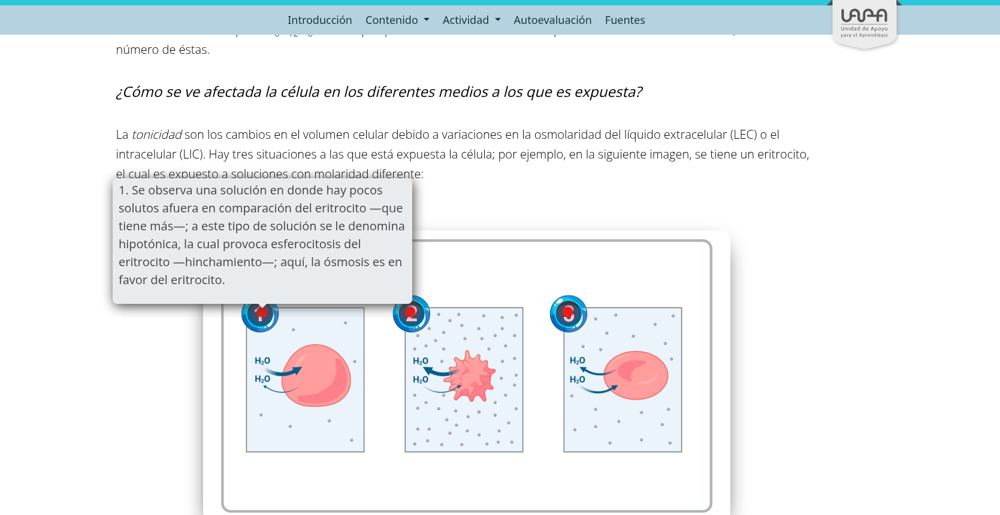 Introducción Contenido Actividad Autoevaluación Fuentes
Unidad de Apoyo
para el Aprendizaje
número de éstas.
¿Cómo se ve afectada la célula en los diferentes medios a los que es expuesta?
La tonicidad son los cambios en el volumen celular debido a variaciones en la osmolaridad del líquido extracelular (LEC) o el
intracelular (LIC). Hay tres situaciones a las que está expuesta la célula; por ejemplo, en la siguiente imagen, se tiene un eritrocito,
el cual es expuesto a soluciones con molaridad diferente:
1. Se observa una solución en donde hay pocos
solutos afuera en comparación del eritrocito —que
tiene más—; a este tipo de solución se le denomina
hipotónica, la cual provoca esferocitosis del
eritrocito —hinchamiento—; aquí, la ósmosis es en
favor del eritrocito.
1 2 3
H₂O H₂O H₂O
H₂O H₂O H₂O